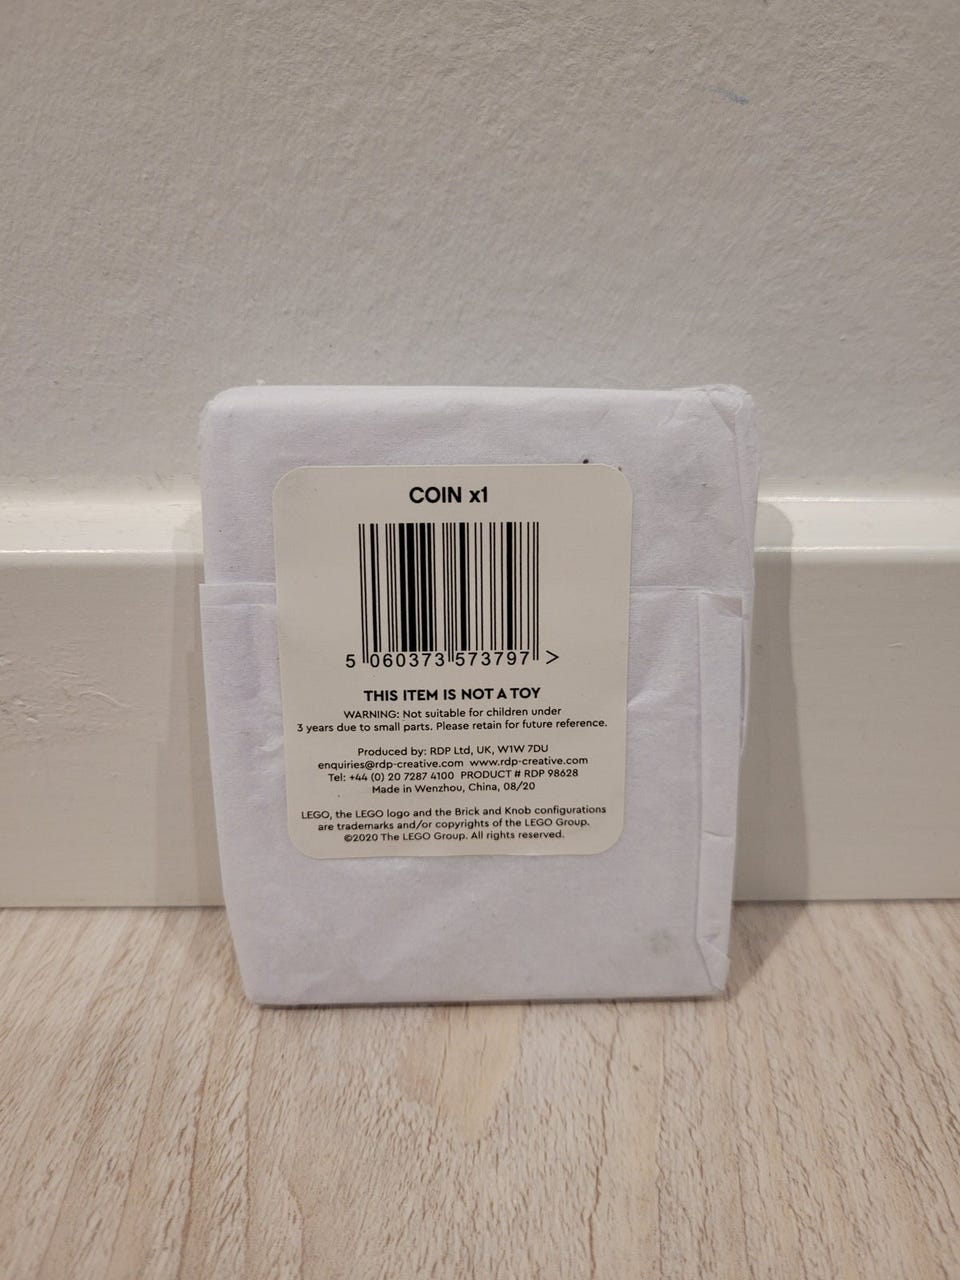 COIN x1
5 060373 573797 >
THIS ITEM IS NOT A TOY
WARNING: Not suitable for children under
3 years due to small parts. Please retain for future reference.
Produced by: RDP Ltd, UK, W1W 7DU
enquiries@rdp-creative.com www.rdp-creative.com
Tel: +44 (0) 20 7287 4100 PRODUCT # RDP 98628
Made in Wenzhou, China, 08/20
LEGO, the LEGO logo and the Brick and Knob configurations
are trademarks and/or copyrights of the LEGO Group.
©2020 The LEGO Group. All rights reserved.